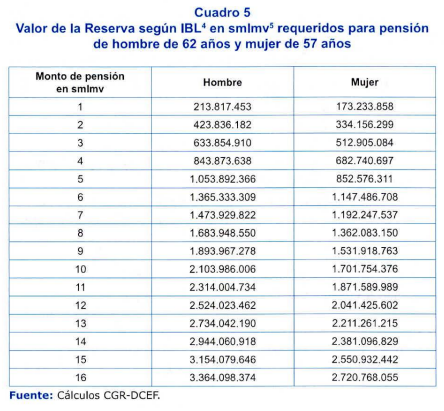 Cuadro 5
Valor de la Reserva según IBL⁴ en smlmv⁵ requeridos para pensión
de hombre de 62 años y mujer de 57 años
Monto de pensión en smlmv Hombre Mujer
1 213.817.453 173.233.858
2 423.836.182 334.156.299
3 633.854.910 512.905.084
4 843.873.638 682.740.697
5 1.053.892.366 852.576.311
6 1.365.333.309 1.147.486.708
7 1.473.929.822 1.192.247.537
8 1.683.948.550 1.362.083.150
9 1.893.967.278 1.531.918.763
10 2.103.986.006 1.701.754.376
11 2.314.004.734 1.871.589.989
12 2.524.023.462 2.041.425.602
13 2.734.042.190 2.211.261.215
14 2.944.060.918 2.381.096.829
15 3.154.079.646 2.550.932.442
16 3.364.098.374 2.720.768.055
Fuente: Cálculos CGR-DCEF.